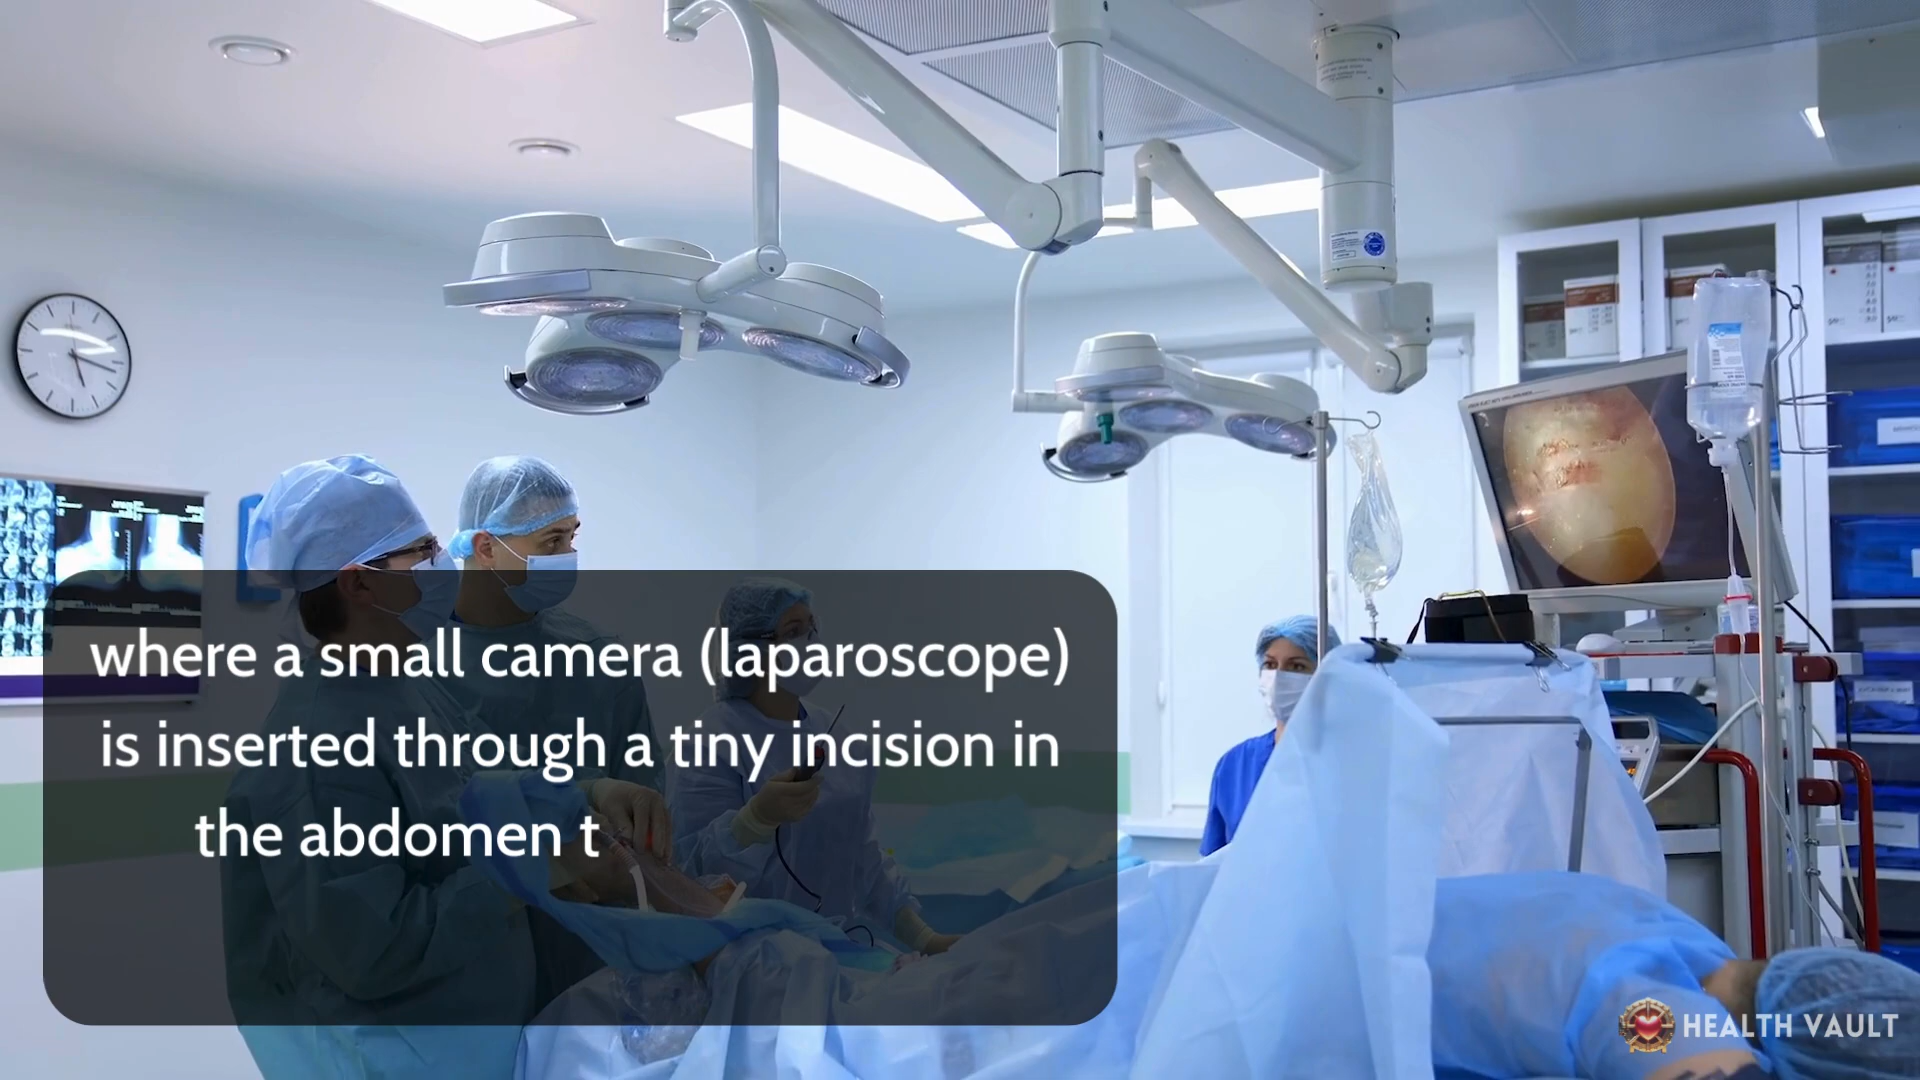 where a small camera (laparoscope)
is inserted through a tiny incision in
the abdomen t
HEALTH VAULT